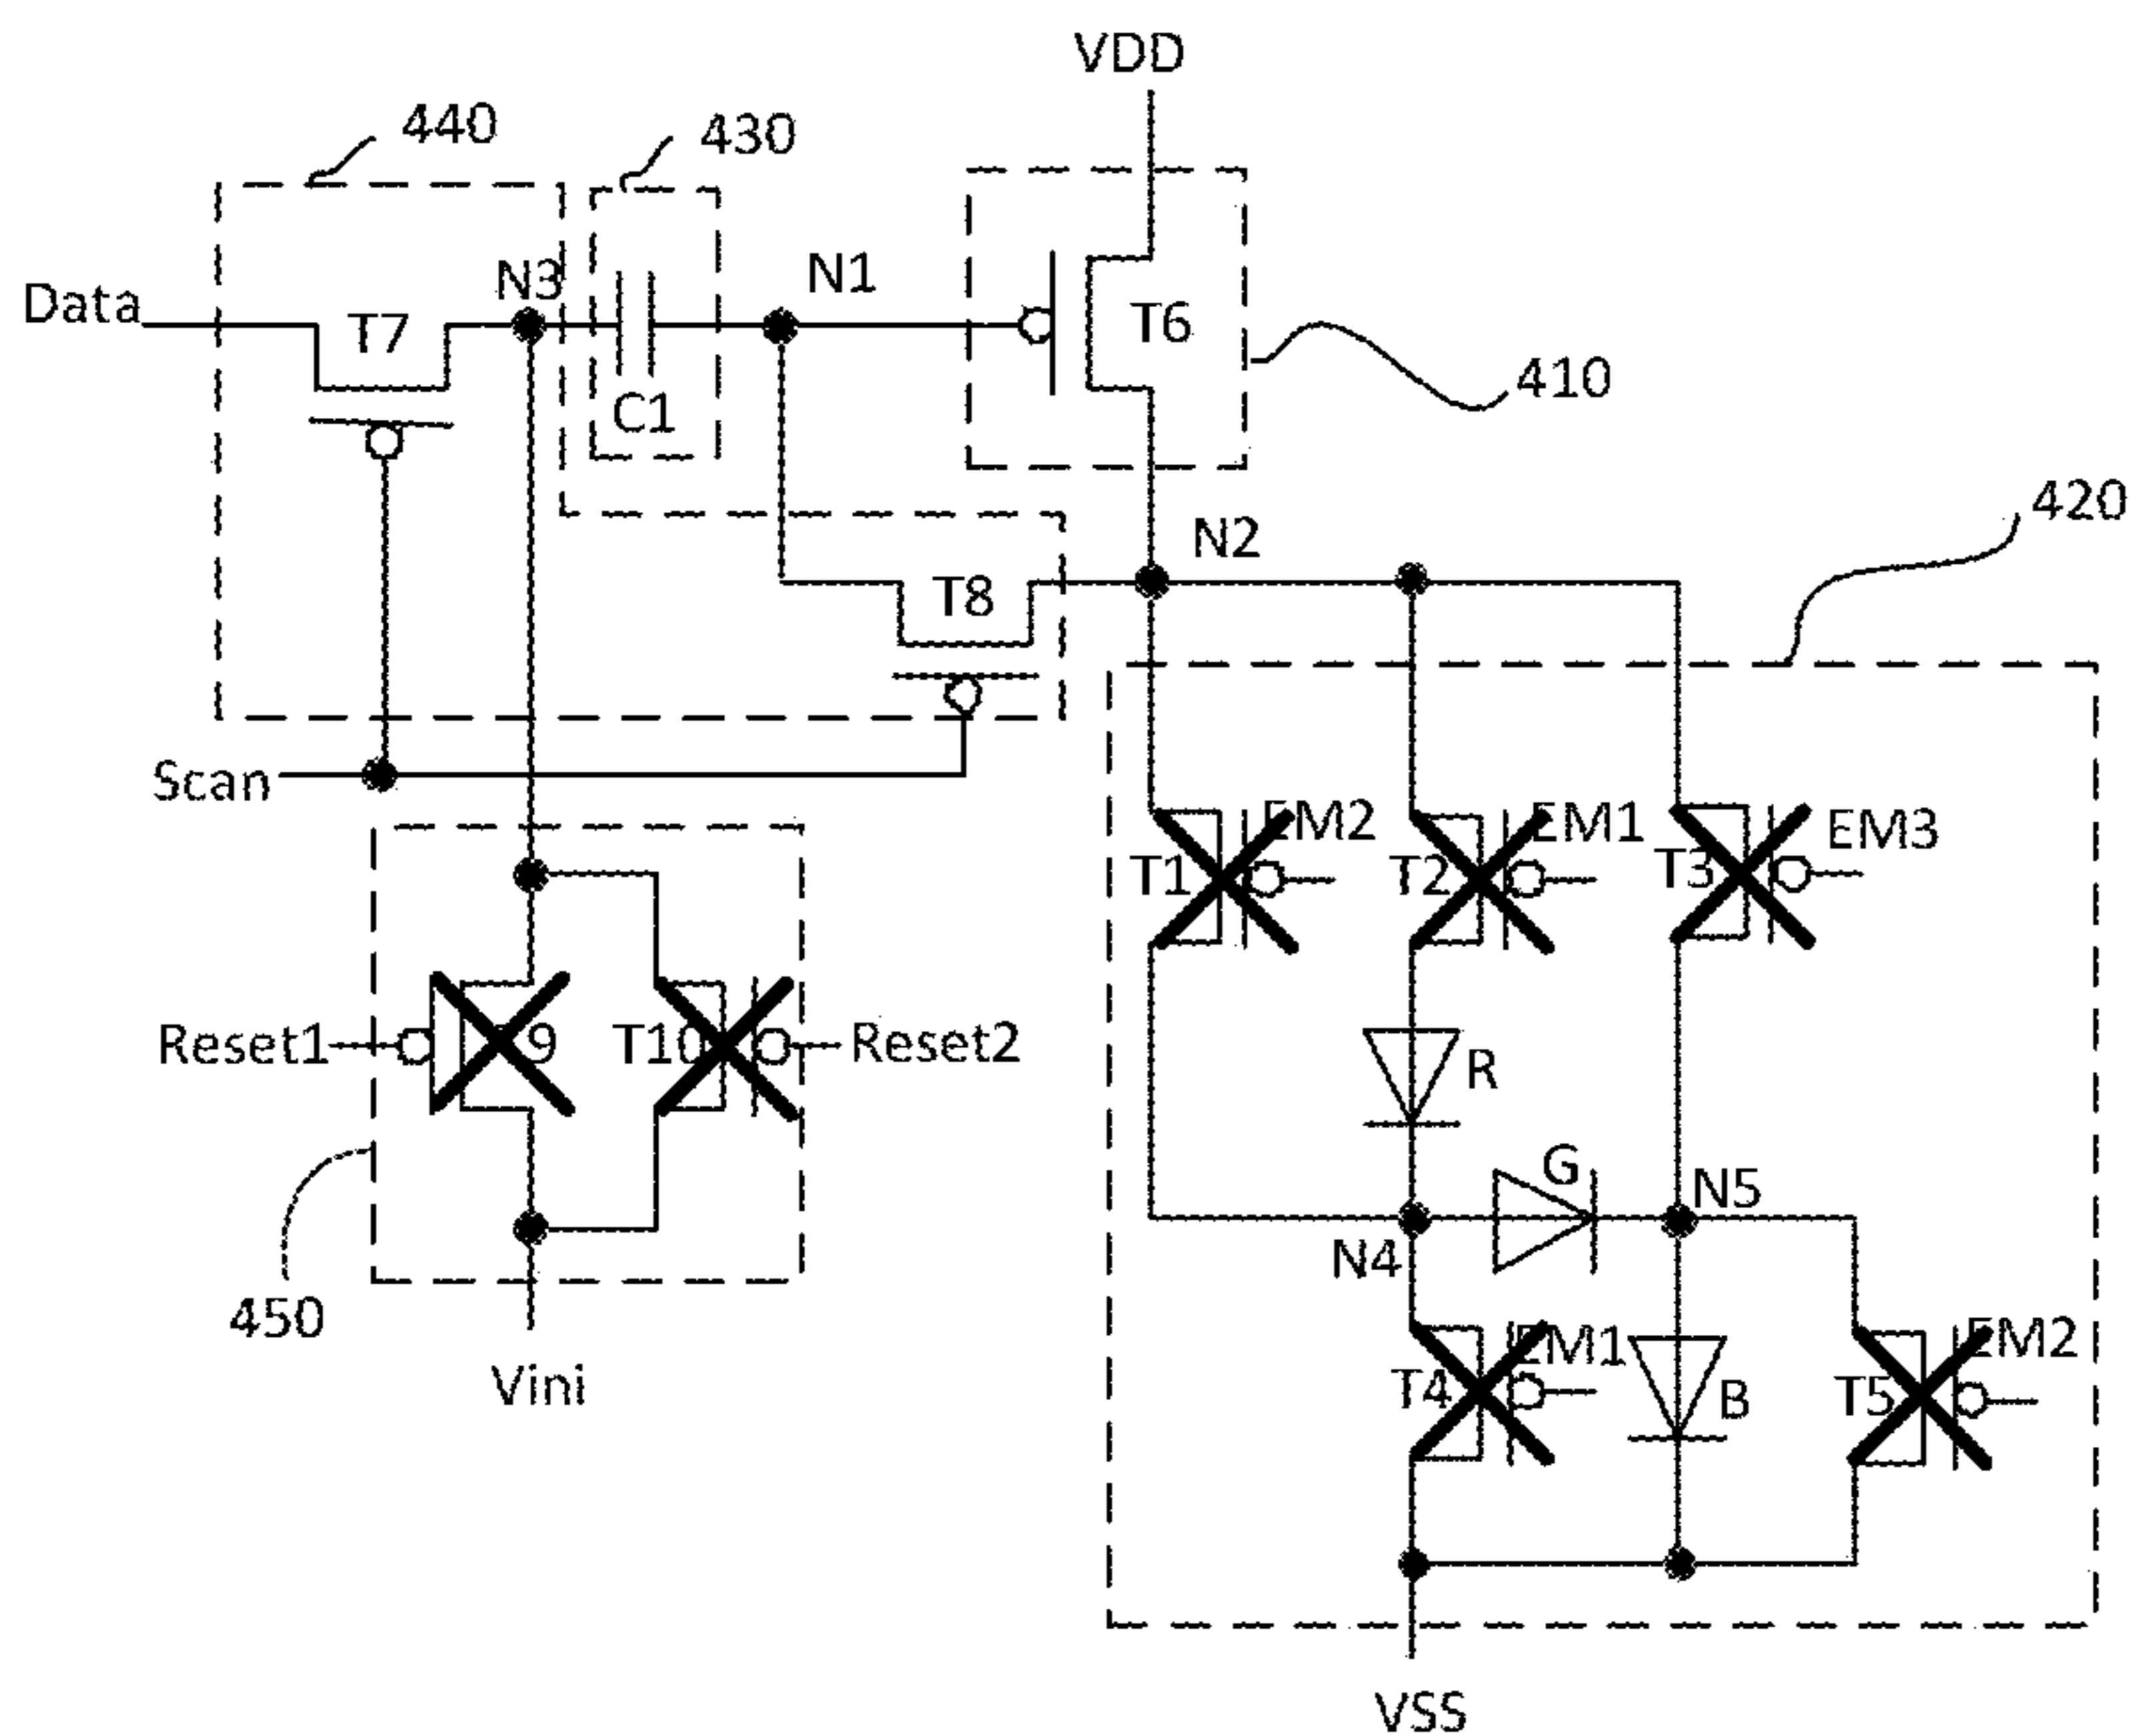 VDD
440
430
N3
N1
Data
T7
T6
C1
410
420
N2
T8
Scan
EM2
EM1
EM3
T1
T2
T3
Reset1
9
T10
Reset2
R
G
N5
N4
450
EM1
EM2
T4
B
T5
Vini
VSS